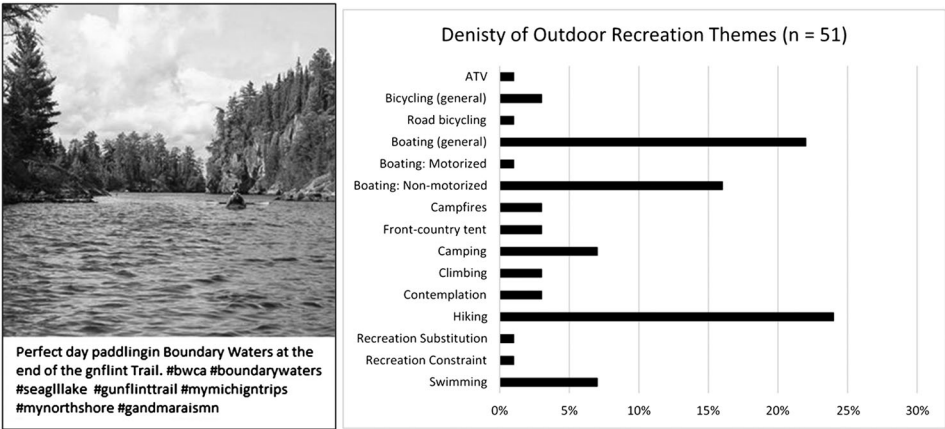 Perfect day paddlingin Boundary Waters at the
end of the gnflint Trail. #bwca #boundarywaters
#seaglllake #gunflinttrail #mymichigntrips
#mynorthshore #gandmaraismn
Denisty of Outdoor Recreation Themes (n = 51)
ATV
Bicycling (general)
Road bicycling
Boating (general)
Boating: Motorized
Boating: Non-motorized
Campfires
Front-country tent
Camping
Climbing
Contemplation
Hiking
Recreation Substitution
Recreation Constraint
Swimming
0% 5% 10% 15% 20% 25% 30%